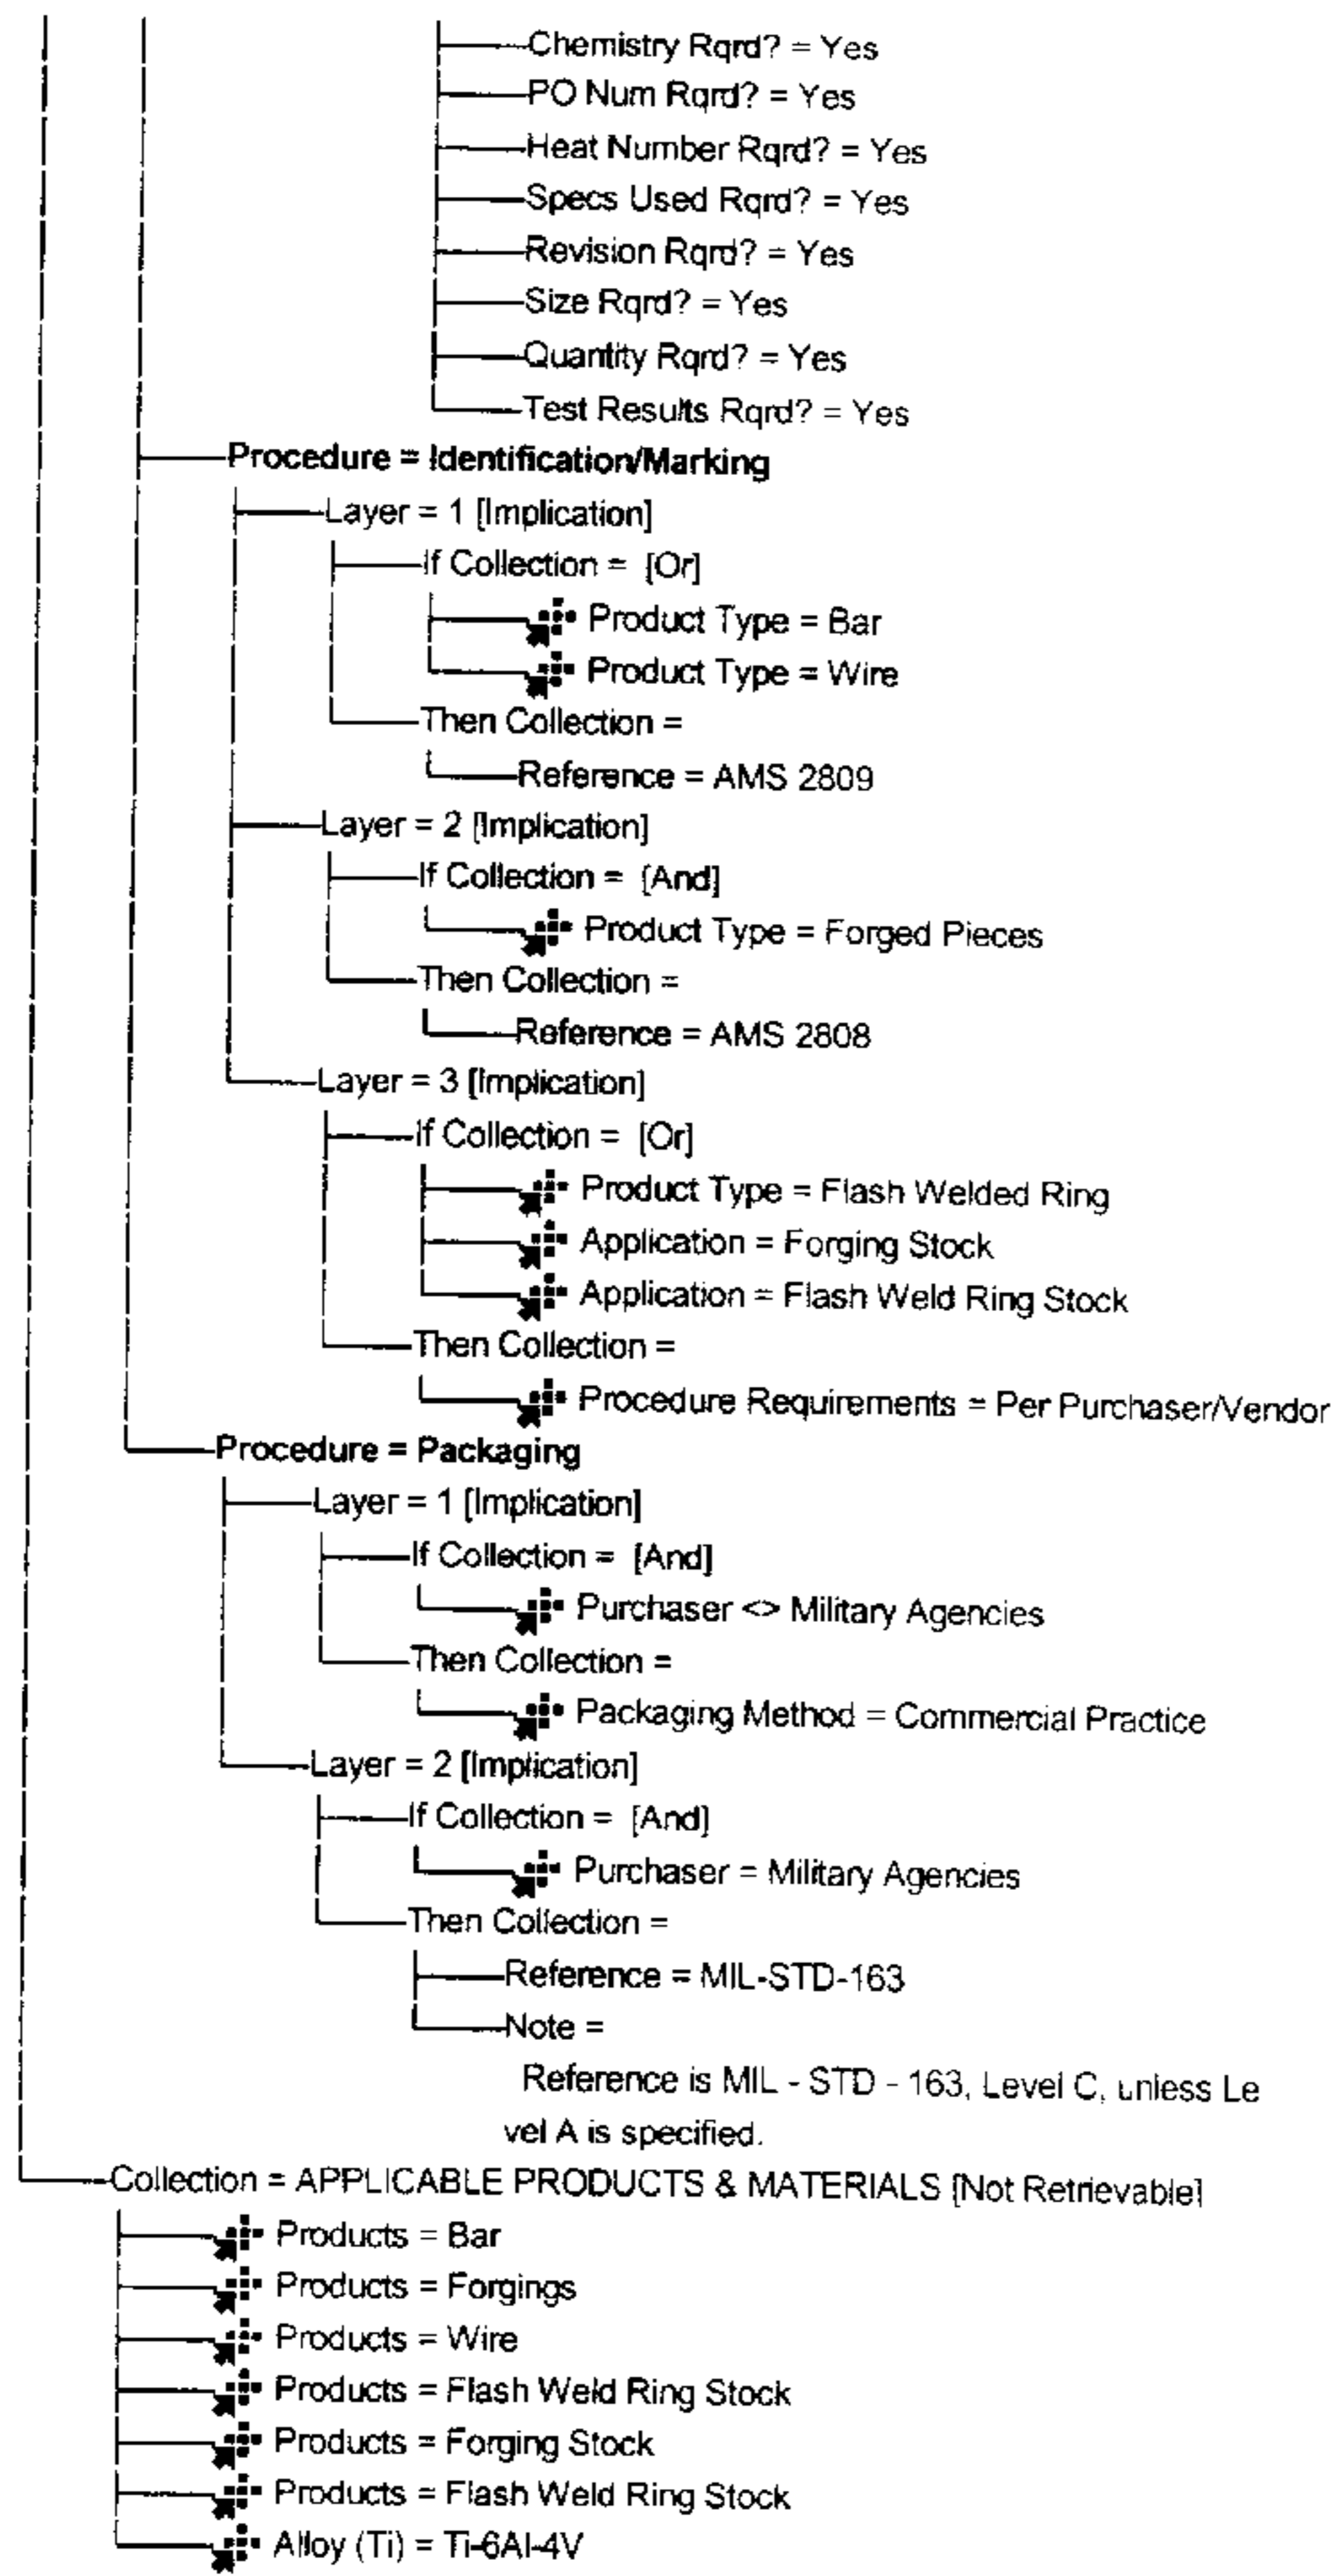 Chemistry Rqrd? = Yes
PO Num Rqrd? = Yes
Heat Number Rqrd? = Yes
Specs Used Rqrd? = Yes
Revision Rqrd? = Yes
Size Rqrd? = Yes
Quantity Rqrd? = Yes
Test Results Rqrd? = Yes
Procedure = Identification/Marking
Layer = 1 [Implication]
If Collection = [Or]
Product Type = Bar
Product Type = Wire
Then Collection =
Reference = AMS 2809
Layer = 2 [Implication]
If Collection = [And]
Product Type = Forged Pieces
Then Collection =
Reference = AMS 2808
Layer = 3 [Implication]
If Collection = [Or]
Product Type = Flash Welded Ring
Application = Forging Stock
Application = Flash Weld Ring Stock
Then Collection =
Procedure Requirements = Per Purchaser/Vendor
Procedure = Packaging
Layer = 1 [Implication]
If Collection = [And]
Purchaser <> Military Agencies
Then Collection =
Packaging Method = Commercial Practice
Layer = 2 [Implication]
If Collection = [And]
Purchaser = Military Agencies
Then Collection =
Reference = MIL-STD-163
Note =
Reference is MIL - STD - 163, Level C, unless Le
vel A is specified.
Collection = APPLICABLE PRODUCTS & MATERIALS [Not Retrievable]
Products = Bar
Products = Forgings
Products = Wire
Products = Flash Weld Ring Stock
Products = Forging Stock
Products = Flash Weld Ring Stock
Alloy (Ti) = Ti-6Al-4V